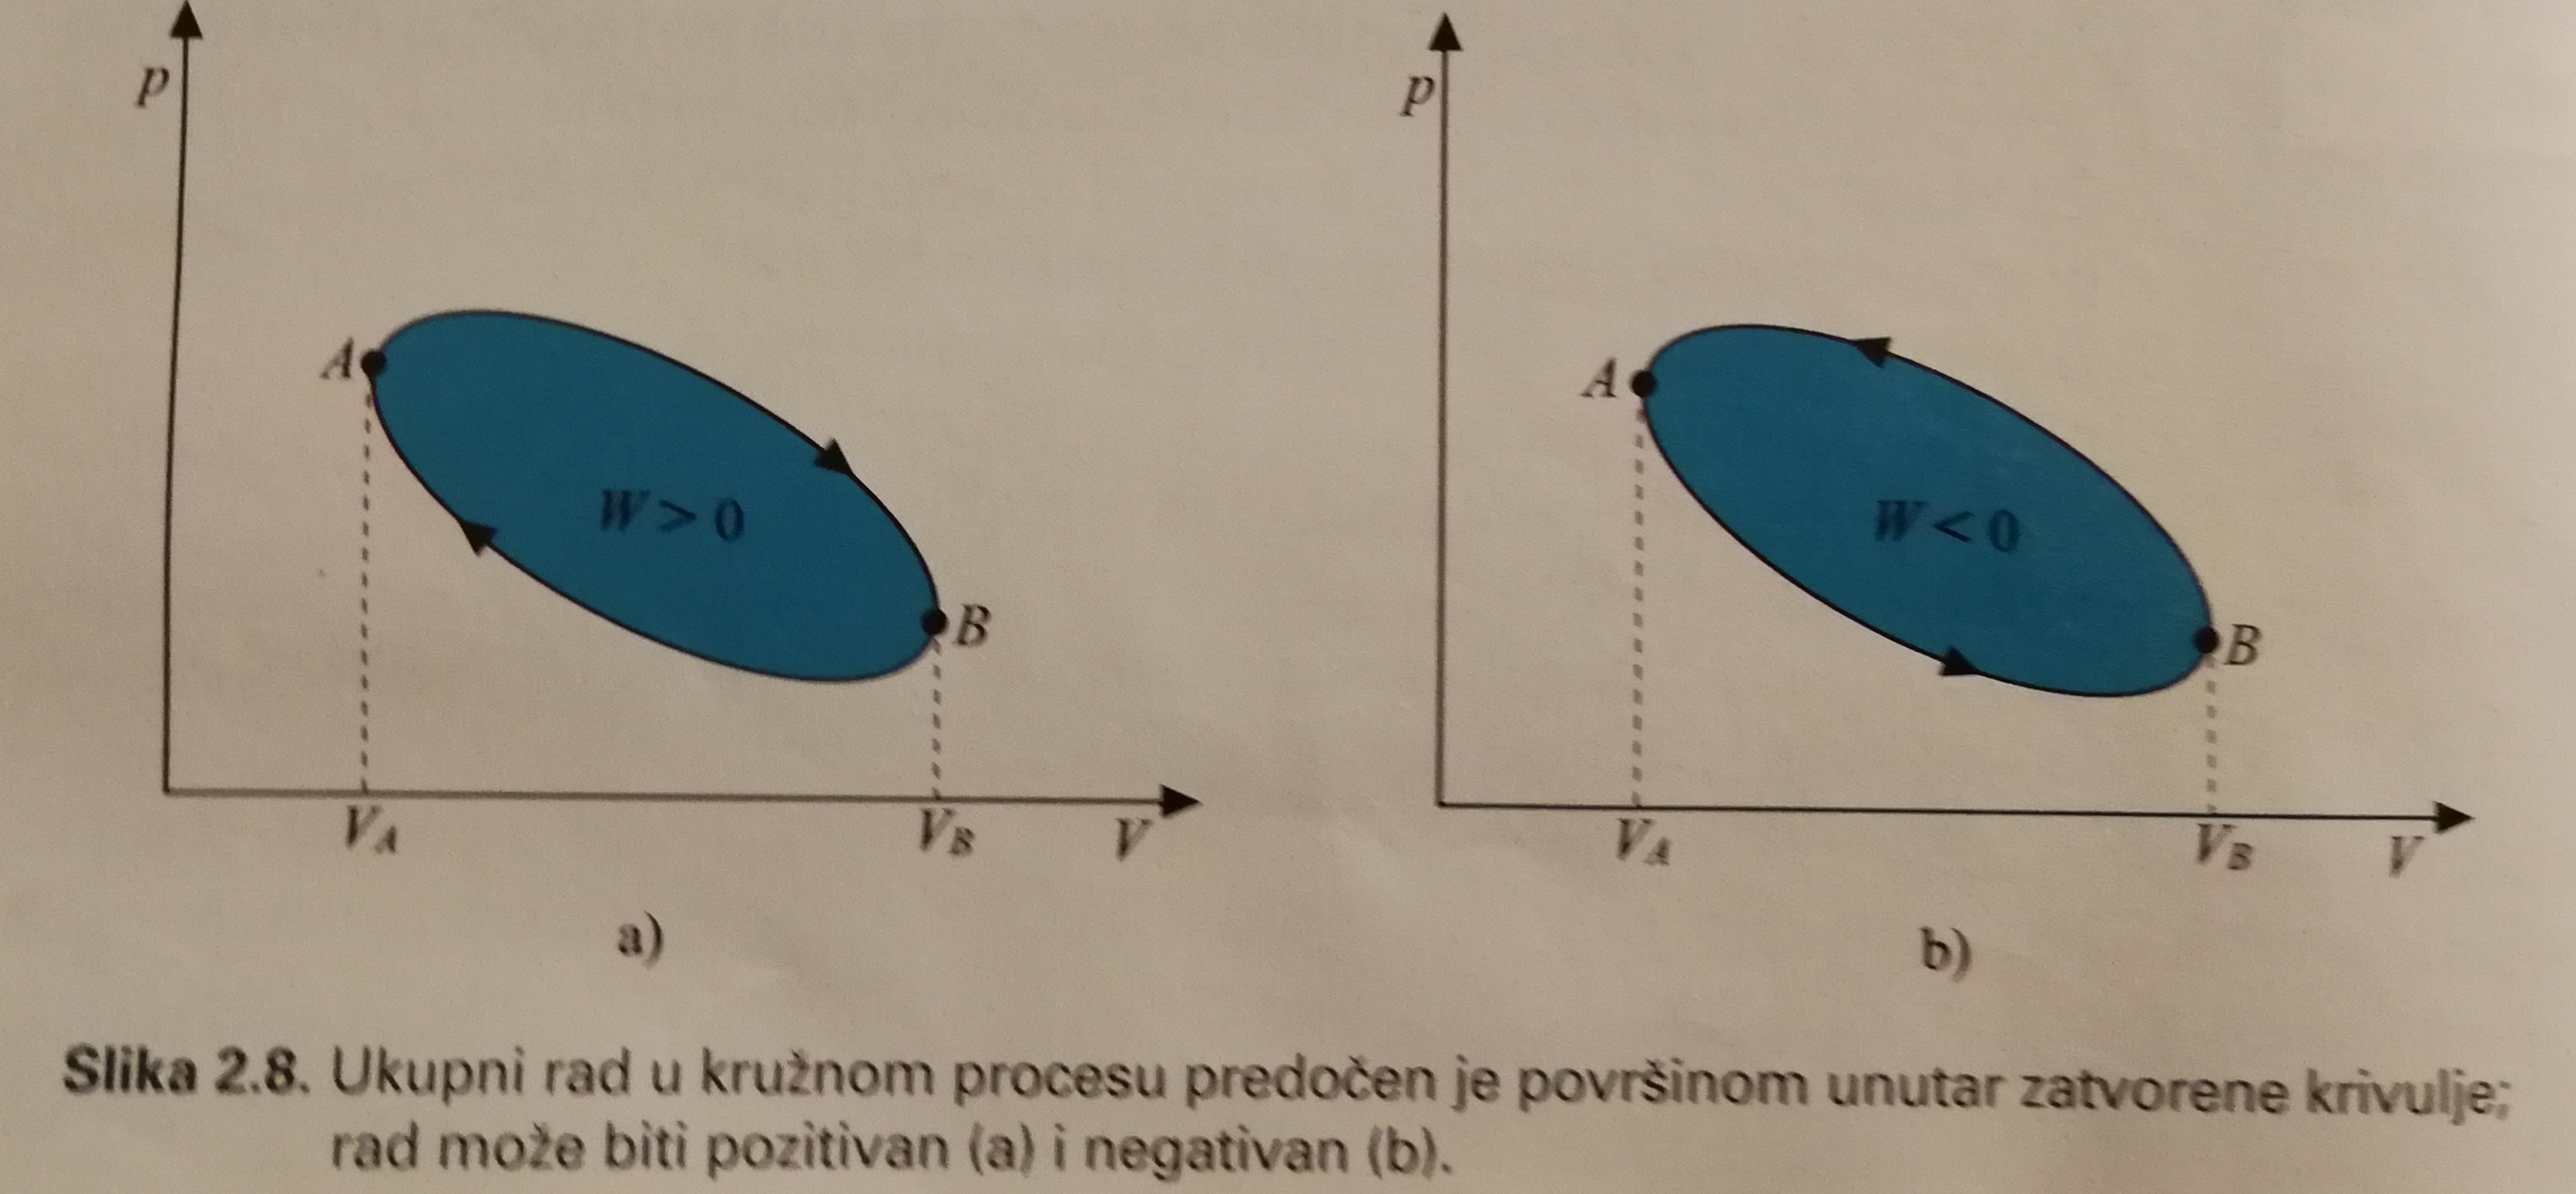 p
A
W > 0
B
V_A
V_B
V
a)
p
A
W < 0
B
V_A
V_B
V
b)
Slika 2.8. Ukupni rad u kružnom procesu predočen je površinom unutar zatvorene krivulje;
rad može biti pozitivan (a) i negativan (b).